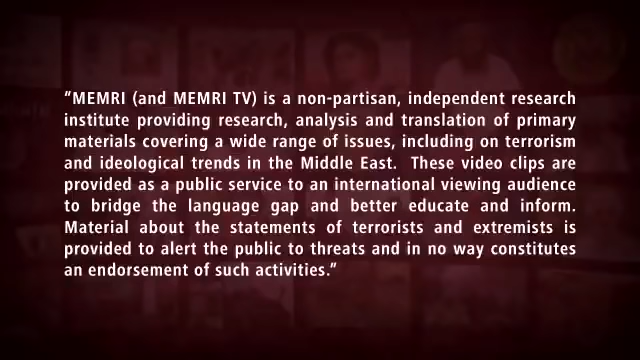 "MEMRI (and MEMRI TV) is a non-partisan, independent research
institute providing research, analysis and translation of primary
materials covering a wide range of issues, including on terrorism
and ideological trends in the Middle East. These video clips are
provided as a public service to an international viewing audience
to bridge the language gap and better educate and inform.
Material about the statements of terrorists and extremists is
provided to alert the public to threats and in no way constitutes
an endorsement of such activities."